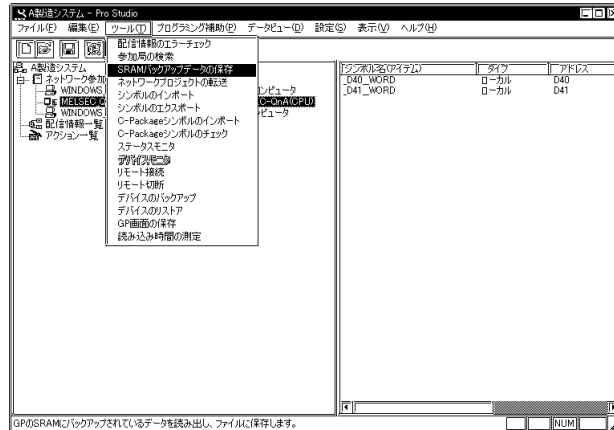 A製造システム - Pro Studio
ファイル(F) 編集(E) ツール(T) プログラミング補助(P) データビュー(D) 設定(S) 表示(V) ヘルプ(H)
配信情報のエラーチェック
参加局の検索
SRAMバックアップデータの保存
ネットワークプロジェクトの転送
シンボルのインポート
シンボルのエクスポート
C-Packageシンボルのインポート
C-Packageシンボルのチェック
ステータスモニタ
デバイスモニタ
リモート接続
リモート切断
デバイスのバックアップ
デバイスのリストア
GP画面の保存
読み込み時間の測定
A製造システム
ネットワーク参加
WINDOWS
コンピュータ
MELSEC
C-QnA(CPU)
WINDOWS
ピュータ
配信情報一覧
アクション一覧
シンボル名(アイテム) タイプ アドレス
_D40_WORD ローカル D40
_D41_WORD ローカル D41
GPのSRAMにバックアップされているデータを読み出し、ファイルに保存します。
NUM